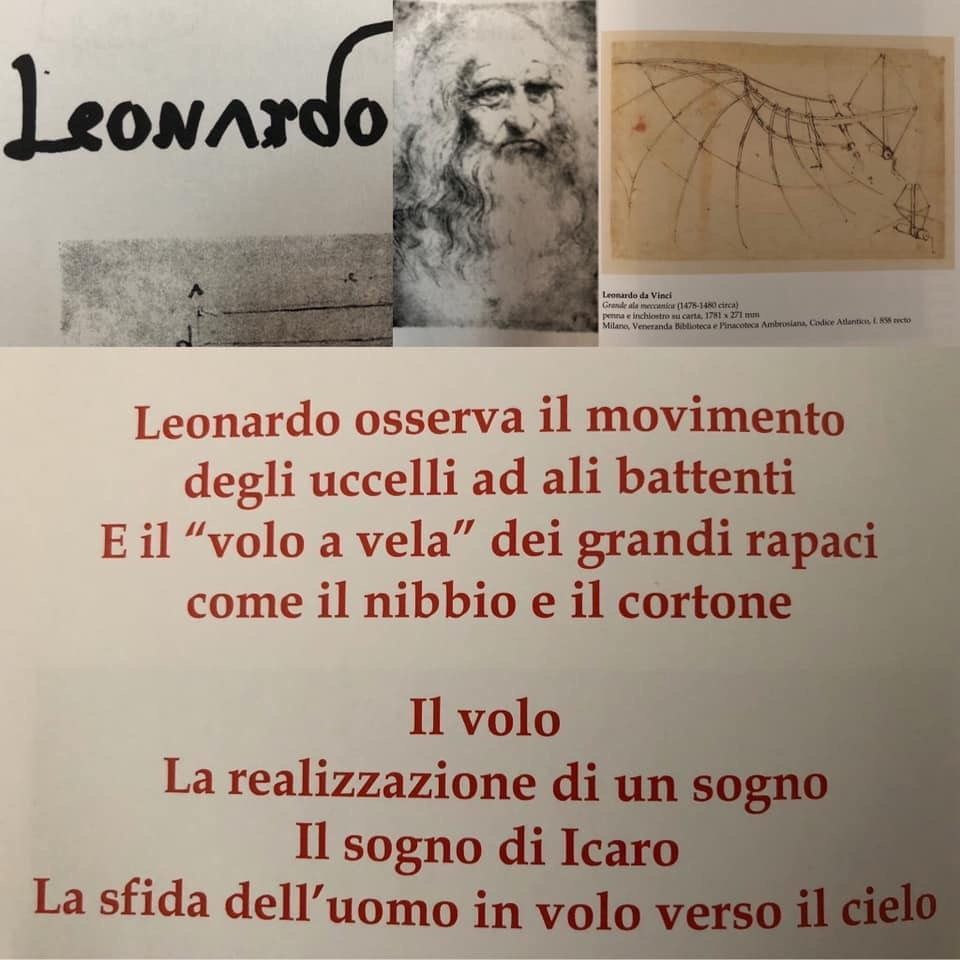 Leonardo
Leonardo da Vinci
Grande ala meccanica (1478-1480 circa)
penna e inchiostro su carta, 1781 x 271 mm
Milano, Veneranda Biblioteca e Pinacoteca Ambrosiana, Codice Atlantico, f. 858 recto
Leonardo osserva il movimento
degli uccelli ad ali battenti
E il “volo a vela” dei grandi rapaci
come il nibbio e il cortone
Il volo
La realizzazione di un sogno
Il sogno di Icaro
La sfida dell’uomo in volo verso il cielo